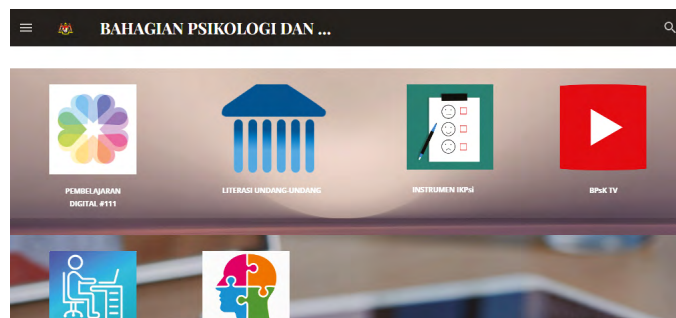 BAHAGIAN PSIKOLOGI DAN ...
PEMBELAJARAN
DIGITAL #111
LITERASI UNDANG-UNDANG
INSTRUMEN IKPsi
BPsK TV